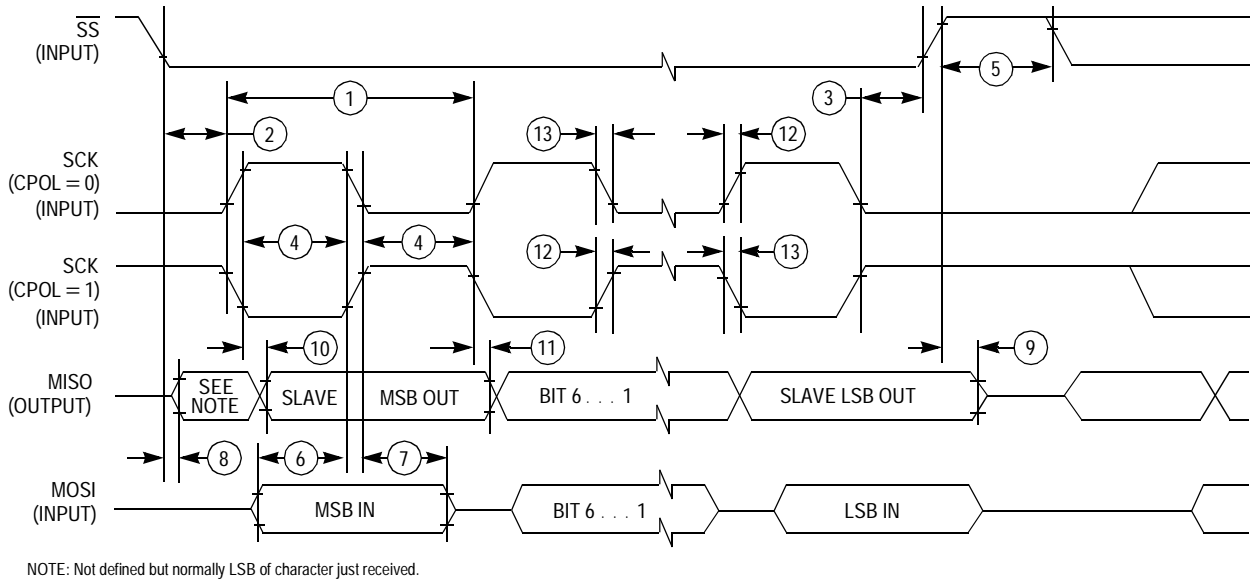 SS
(INPUT)
5
1
3
2
13
12
SCK
(CPOL = 0)
(INPUT)
4
4
12
13
SCK
(CPOL = 1)
(INPUT)
10
11
9
MISO
(OUTPUT)
SEE
NOTE
SLAVE
MSB OUT
BIT 6 . . . 1
SLAVE LSB OUT
8
6
7
MOSI
(INPUT)
MSB IN
BIT 6 . . . 1
LSB IN
NOTE: Not defined but normally LSB of character just received.